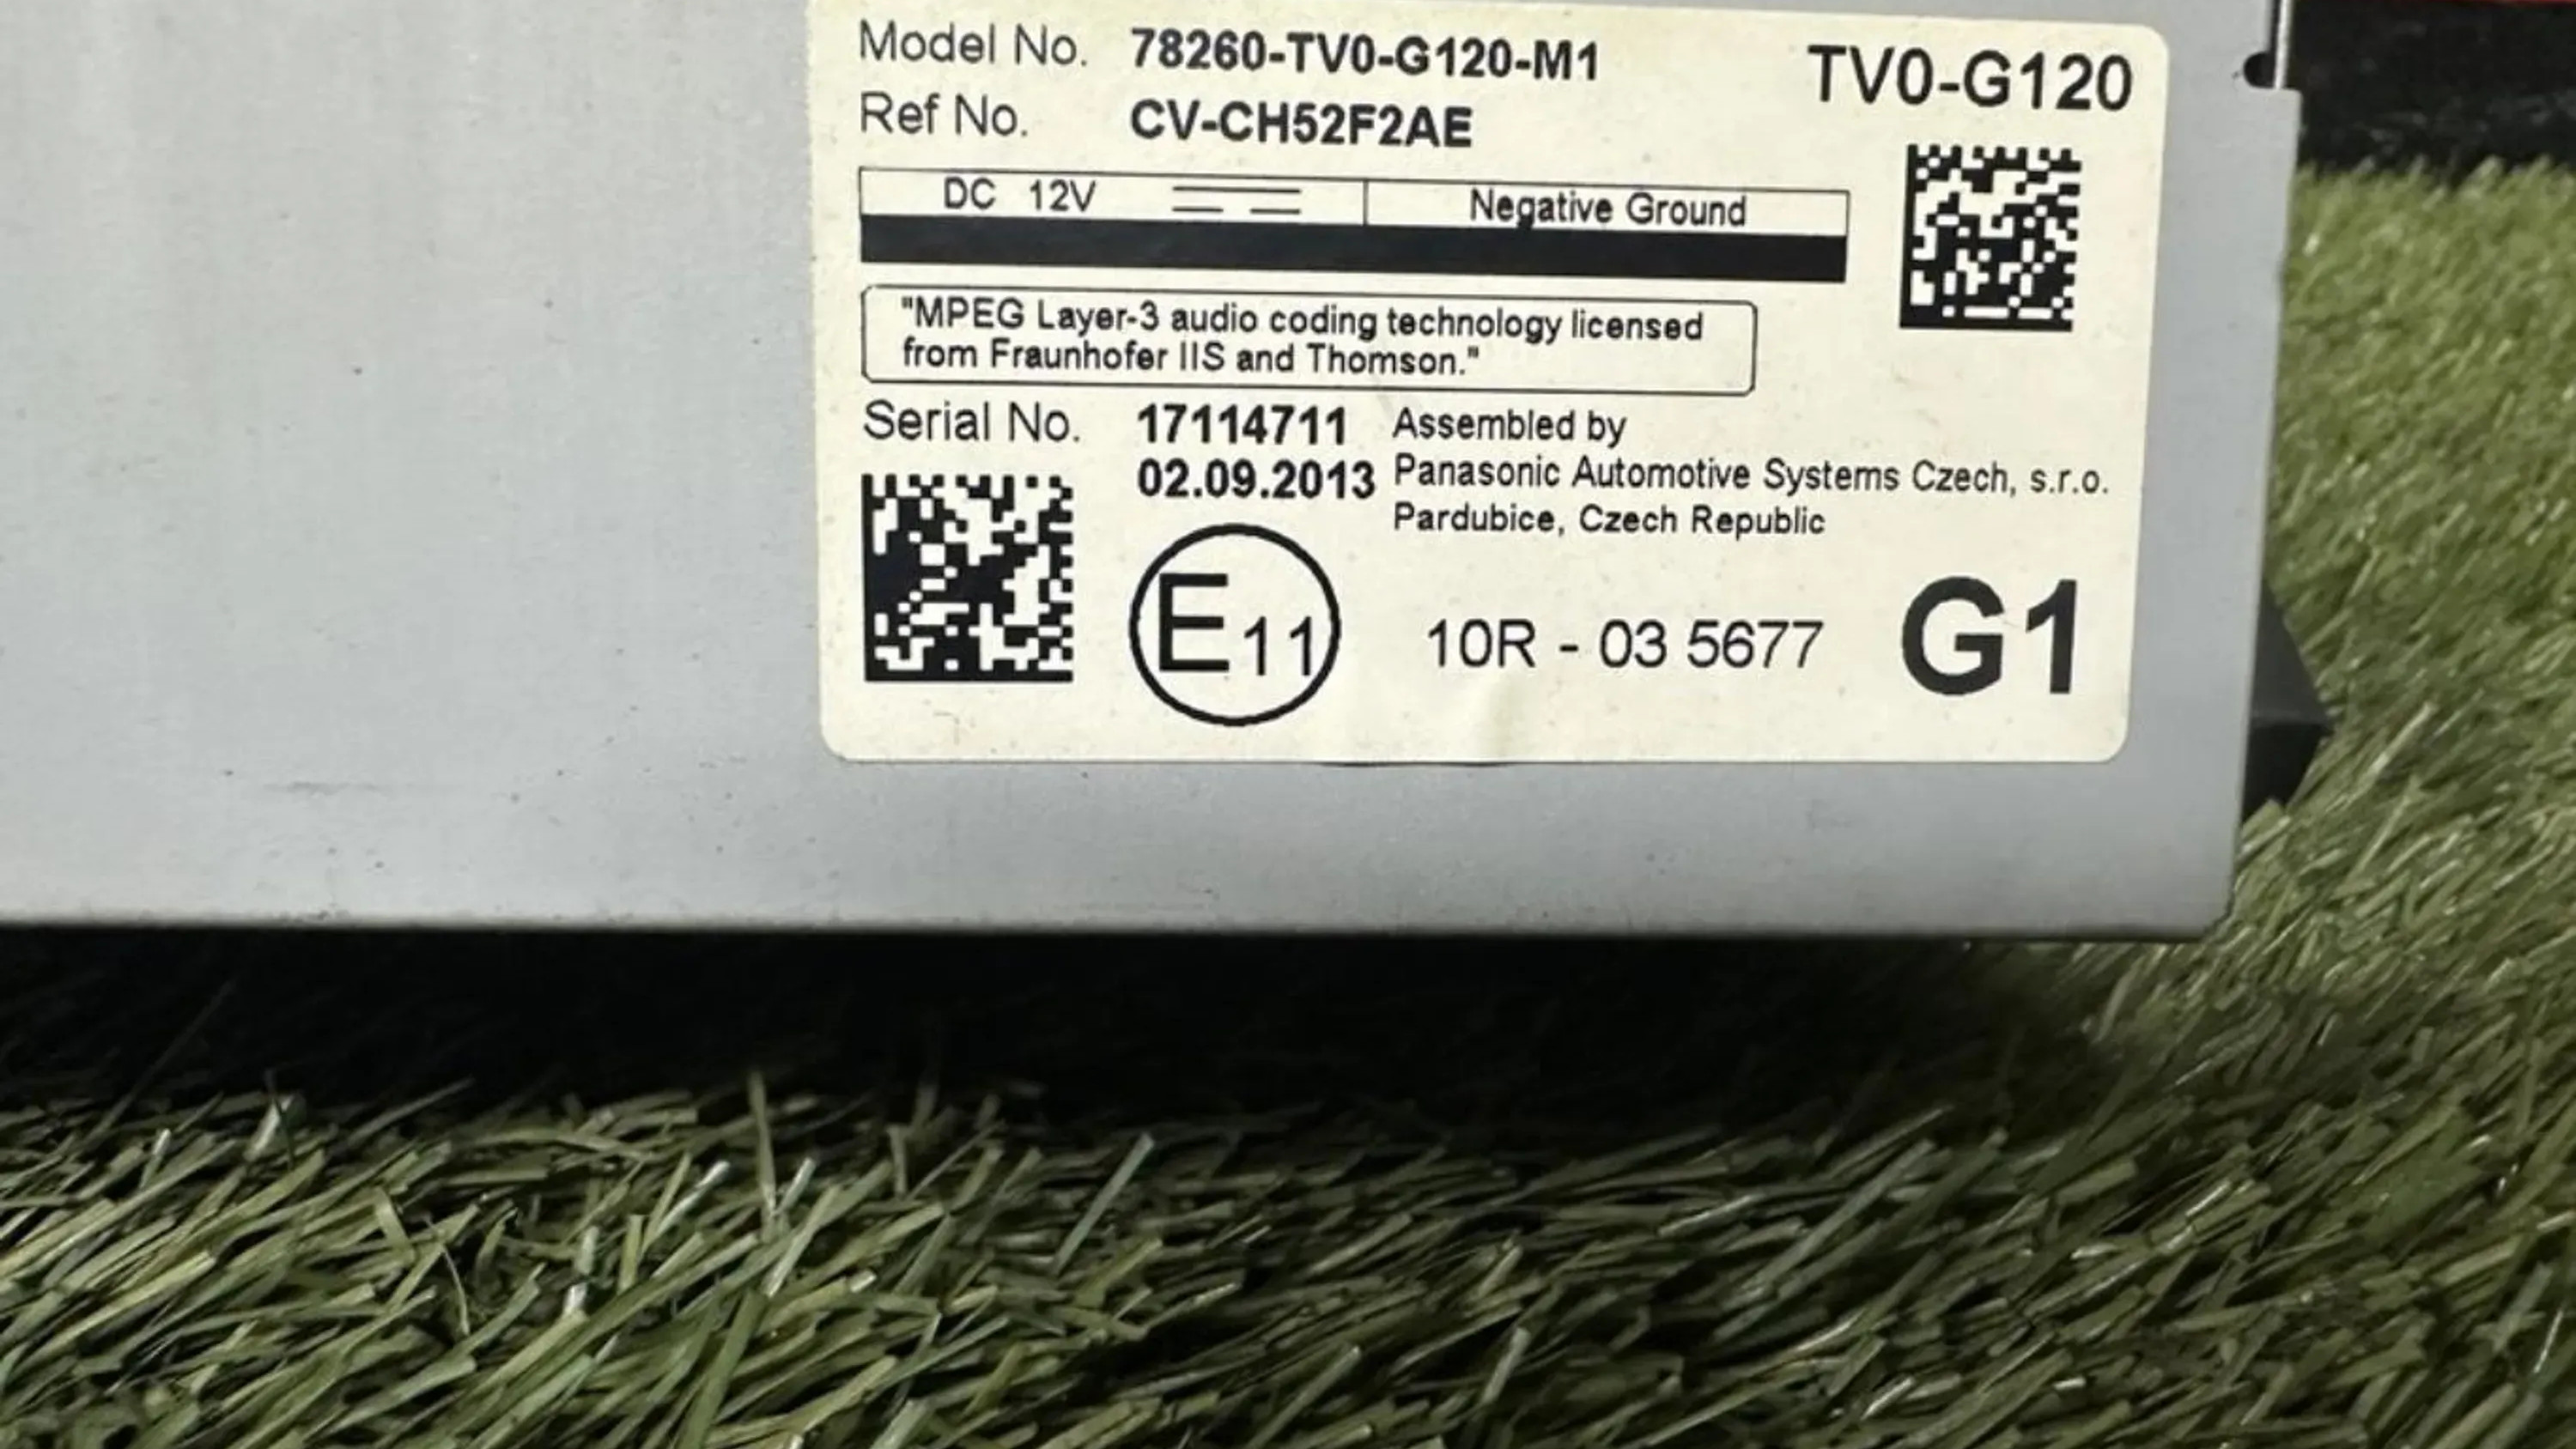 Model No. 78260-TV0-G120-M1
TV0-G120
Ref No. CV-CH52F2AE
DC 12V Negative Ground
"MPEG Layer-3 audio coding technology licensed
from Fraunhofer IIS and Thomson."
Serial No. 17114711 Assembled by
02.09.2013 Panasonic Automotive Systems Czech, s.r.o.
Pardubice, Czech Republic
E11 10R - 03 5677 G1